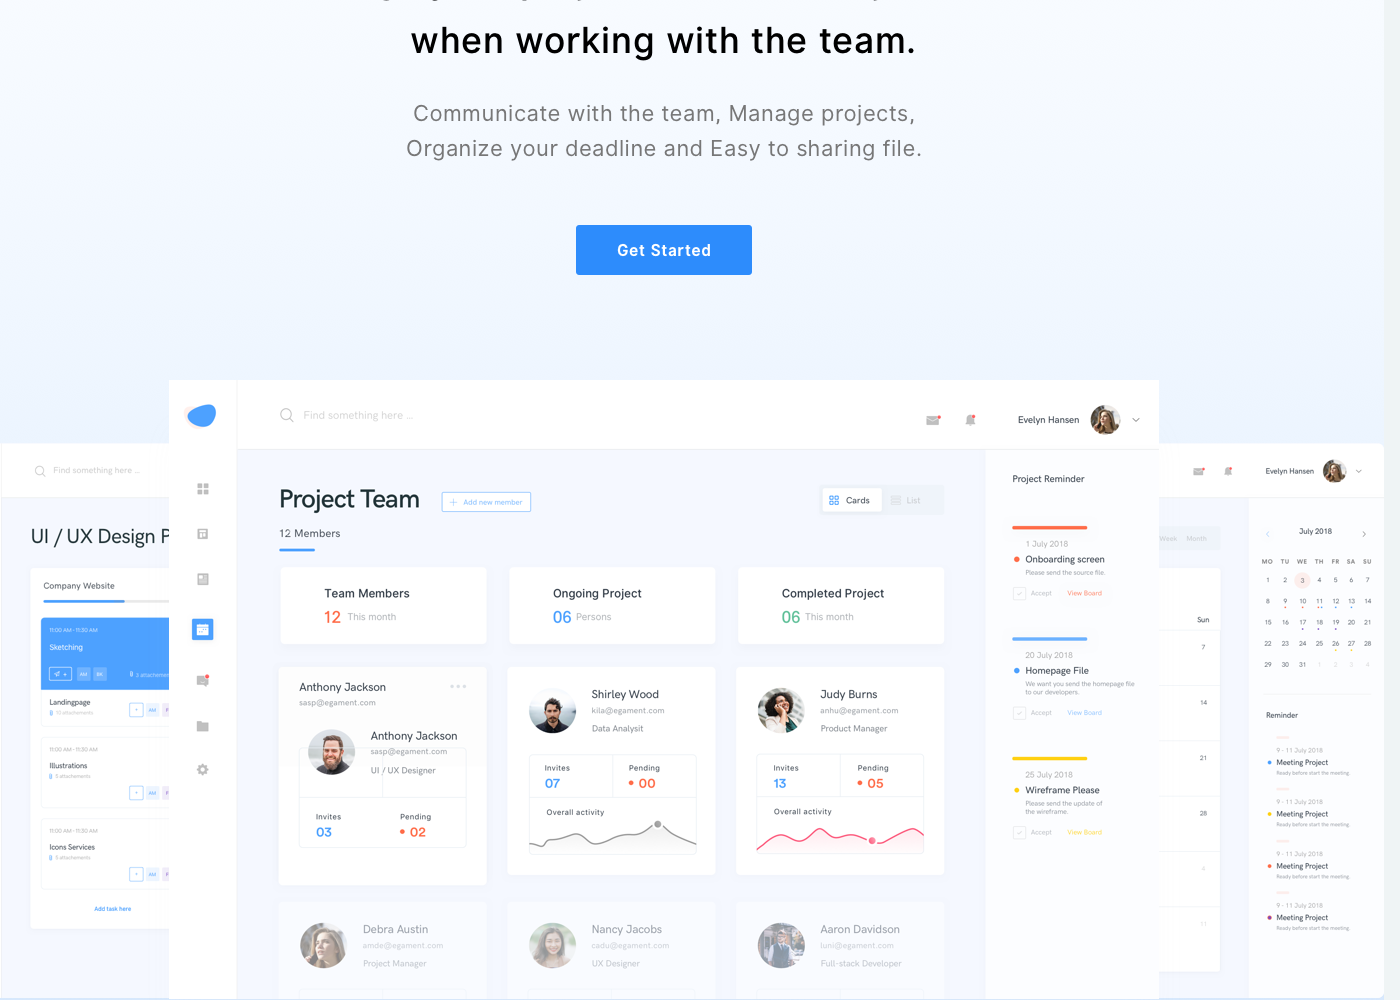 when working with the team.
Communicate with the team, Manage projects,
Organize your deadline and Easy to sharing file.
Get Started
Find something here ...
Evelyn Hansen
Project Team
+ Add new member
Cards
List
12 Members
Team Members
12 This month
Ongoing Project
06 Persons
Completed Project
06 This month
Anthony Jackson
sasp@egament.com
Anthony Jackson
sasp@egament.com
UI / UX Designer
Invites
Pending
03
02
Shirley Wood
kila@egament.com
Data Analysit
Invites
Pending
07
00
Overall activity
Judy Burns
anhu@egament.com
Product Manager
Invites
Pending
13
05
Overall activity
Debra Austin
amde@egament.com
Project Manager
Nancy Jacobs
cadu@egament.com
UX Designer
Aaron Davidson
luni@egament.com
Full-stack Developer
Project Reminder
1 July 2018
Onboarding screen
Please send the source file.
Accept
View Board
20 July 2018
Homepage File
We want you send the homepage file
to our developers.
Accept
View Board
25 July 2018
Wireframe Please
Please send the update of
the wireframe.
Accept
View Board
Find something here ...
UI / UX Design P
Company Website
11:00 AM - 11:30 AM
Sketching
AM
3 attachemen
Landingpage
10 attachements
AM
11:00 AM - 11:30 AM
Illustrations
5 attachements
AM
11:00 AM - 11:30 AM
Icons Services
5 attachements
AM
Add task here
Evelyn Hansen
Week
Month
Sun
7
14
21
28
4
11
July 2018
MO TU WE TH FR SA SU
1 2 3 4 5 6 7
8 9 10 11 12 13 14
15 16 17 18 19 20 21
22 23 24 25 26 27 28
29 30 31 1 2 3 4
Reminder
9 - 11 July 2018
Meeting Project
Ready before start the meeting.
9 - 11 July 2018
Meeting Project
Ready before start the meeting.
9 - 11 July 2018
Meeting Project
Ready before start the meeting.
9 - 11 July 2018
Meeting Project
Ready before start the meeting.